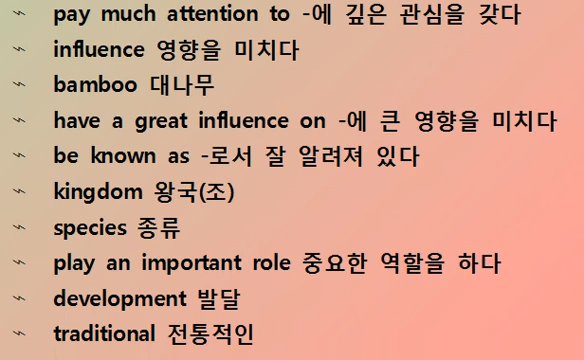 pay much attention to -에 깊은 관심을 갖다
influence 영향을 미치다
bamboo 대나무
have a great influence on -에 큰 영향을 미치다
be known as -로서 잘 알려져 있다
kingdom 왕국(조)
species 종류
play an important role 중요한 역할을 하다
development 발달
traditional 전통적인